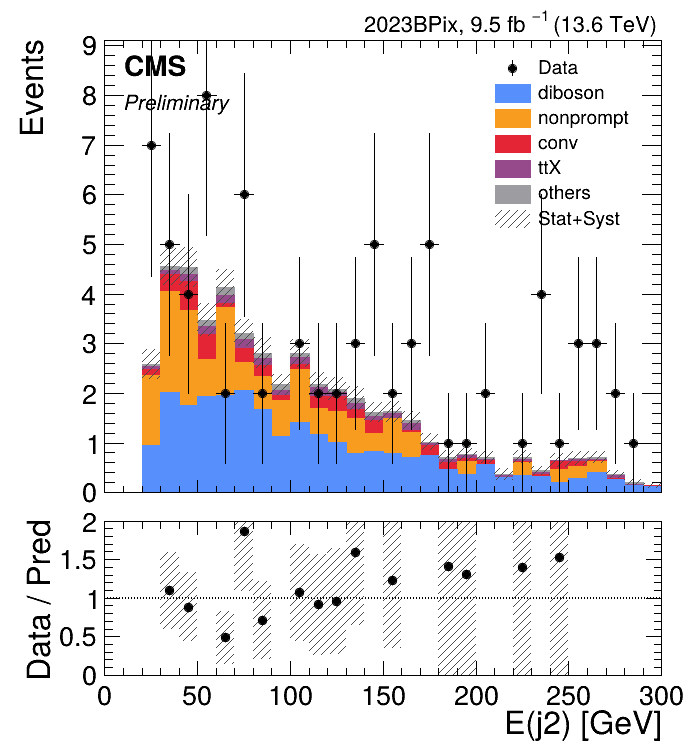 2023BPix, 9.5 fb⁻¹ (13.6 TeV)
Events
CMS
Preliminary
Data
diboson
nonprompt
conv
ttX
others
Stat+Syst
9
8
7
6
5
4
3
2
1
0
Data / Pred
2
1.5
1
0.5
0
0 50 100 150 200 250 300
E(j2) [GeV]